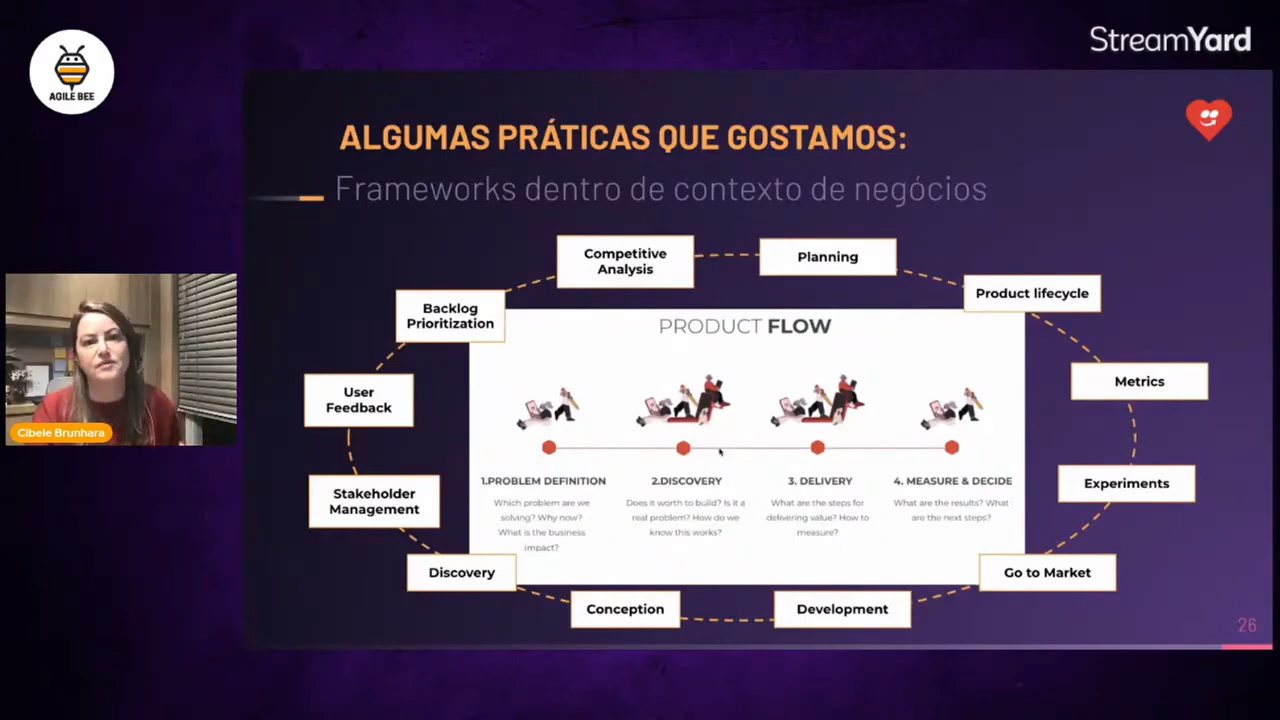 AGILE BEE
StreamYard
ALGUMAS PRÁTICAS QUE GOSTAMOS:
Frameworks dentro de contexto de negócios
Competitive
Analysis
Planning
Product lifecycle
Backlog
Prioritization
PRODUCT FLOW
Metrics
User
Feedback
Cibele Brunhara
1.PROBLEM DEFINITION
Which problem are we
solving? Why now?
What is the business
impact?
2.DISCOVERY
Does it worth to build? Is it a
real problem? How do we
know this works?
3. DELIVERY
What are the steps for
delivering value? How to
measure?
4. MEASURE & DECIDE
What are the results? What
are the next steps?
Experiments
Stakeholder
Management
Discovery
Go to Market
Conception
Development
26